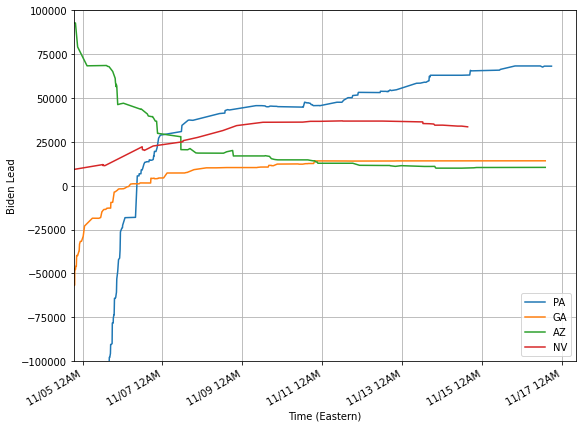 100000
75000
50000
25000
0
−25000
−50000
−75000
−100000
Biden Lead
11/05 12AM
11/07 12AM
11/09 12AM
11/11 12AM
11/13 12AM
11/15 12AM
11/17 12AM
Time (Eastern)
PA
GA
AZ
NV